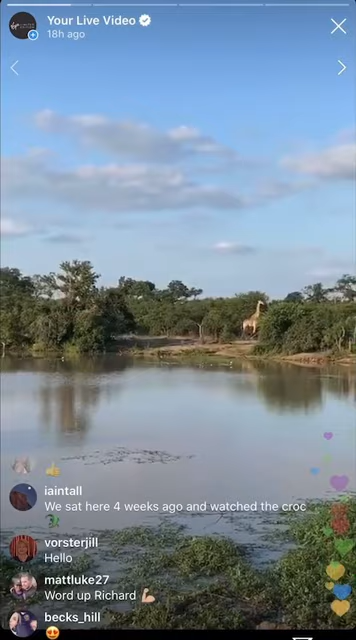 Your Live Video
18h ago
iaintall
We sat here 4 weeks ago and watched the croc
vorsterjill
Hello
mattluke27
Word up Richard
becks_hill